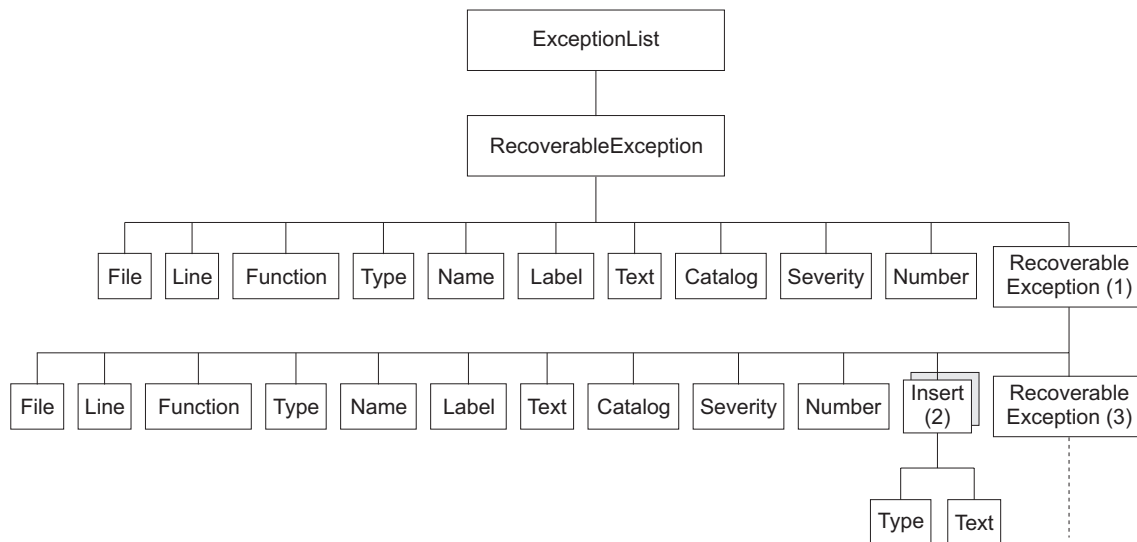 ExceptionList
RecoverableException
File
Line
Function
Type
Name
Label
Text
Catalog
Severity
Number
Recoverable
Exception (1)
File
Line
Function
Type
Name
Label
Text
Catalog
Severity
Number
Insert
(2)
Recoverable
Exception (3)
Type
Text